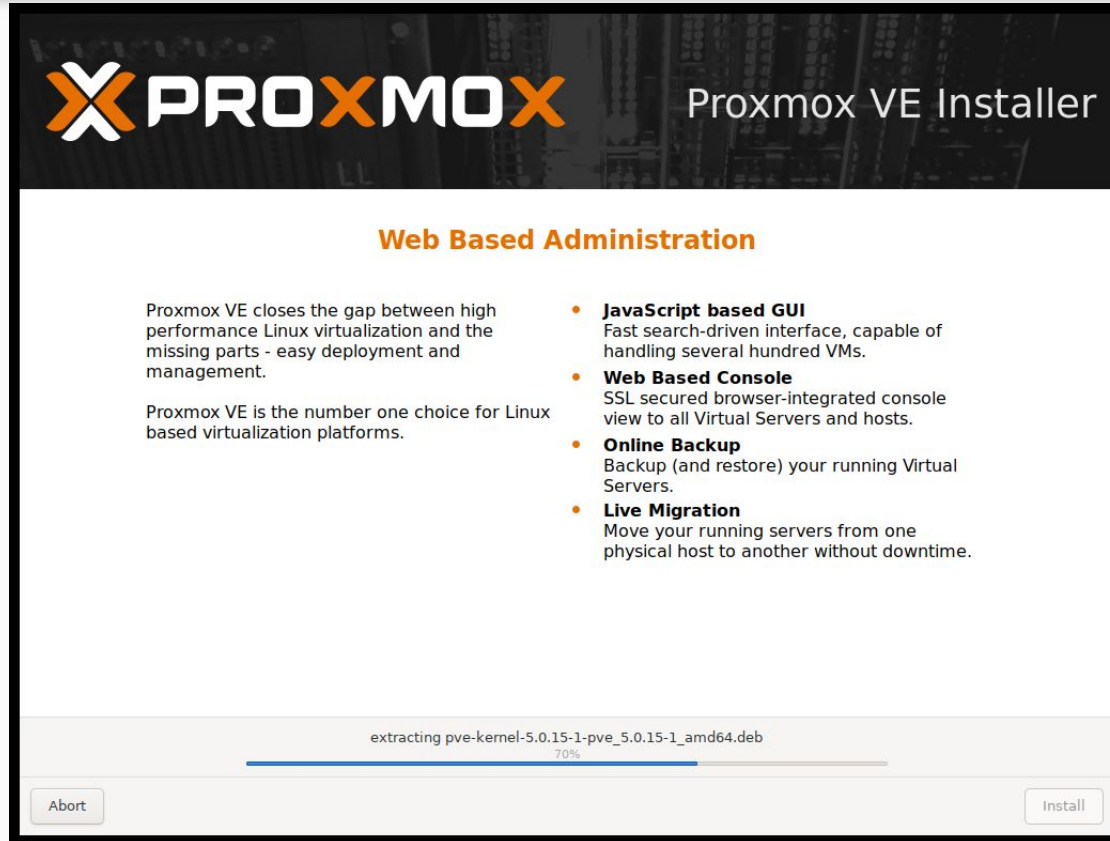 PROXMOX
Proxmox VE Installer
Web Based Administration
Proxmox VE closes the gap between high
performance Linux virtualization and the
missing parts - easy deployment and
management.
Proxmox VE is the number one choice for Linux
based virtualization platforms.
JavaScript based GUI
Fast search-driven interface, capable of
handling several hundred VMs.
Web Based Console
SSL secured browser-integrated console
view to all Virtual Servers and hosts.
Online Backup
Backup (and restore) your running Virtual
Servers.
Live Migration
Move your running servers from one
physical host to another without downtime.
extracting pve-kernel-5.0.15-1-pve_5.0.15-1_amd64.deb
70%
Abort
Install